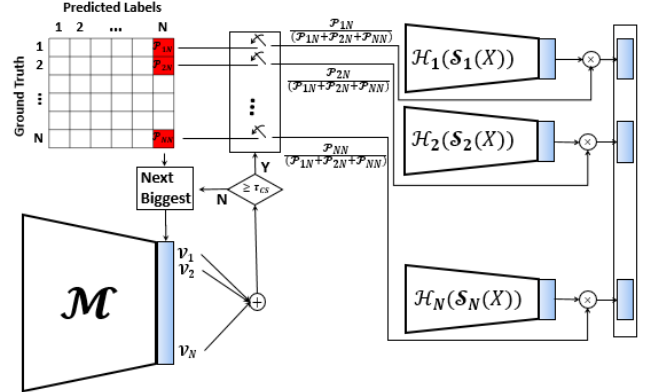 Predicted Labels
1 2 ... N
Ground Truth
1
2
⋮
N
𝒫1N
𝒫2N
𝒫NN
⋮
𝒫1N
(𝒫1N+𝒫2N+𝒫NN)
𝒫2N
(𝒫1N+𝒫2N+𝒫NN)
𝒫NN
(𝒫1N+𝒫2N+𝒫NN)
ℋ1(𝓢1(X))
×
ℋ2(𝓢2(X))
×
ℋN(𝓢N(X))
×
Next
Biggest
N
≥ τCS
Y
ℳ
𝒱1
𝒱2
𝒱N
+